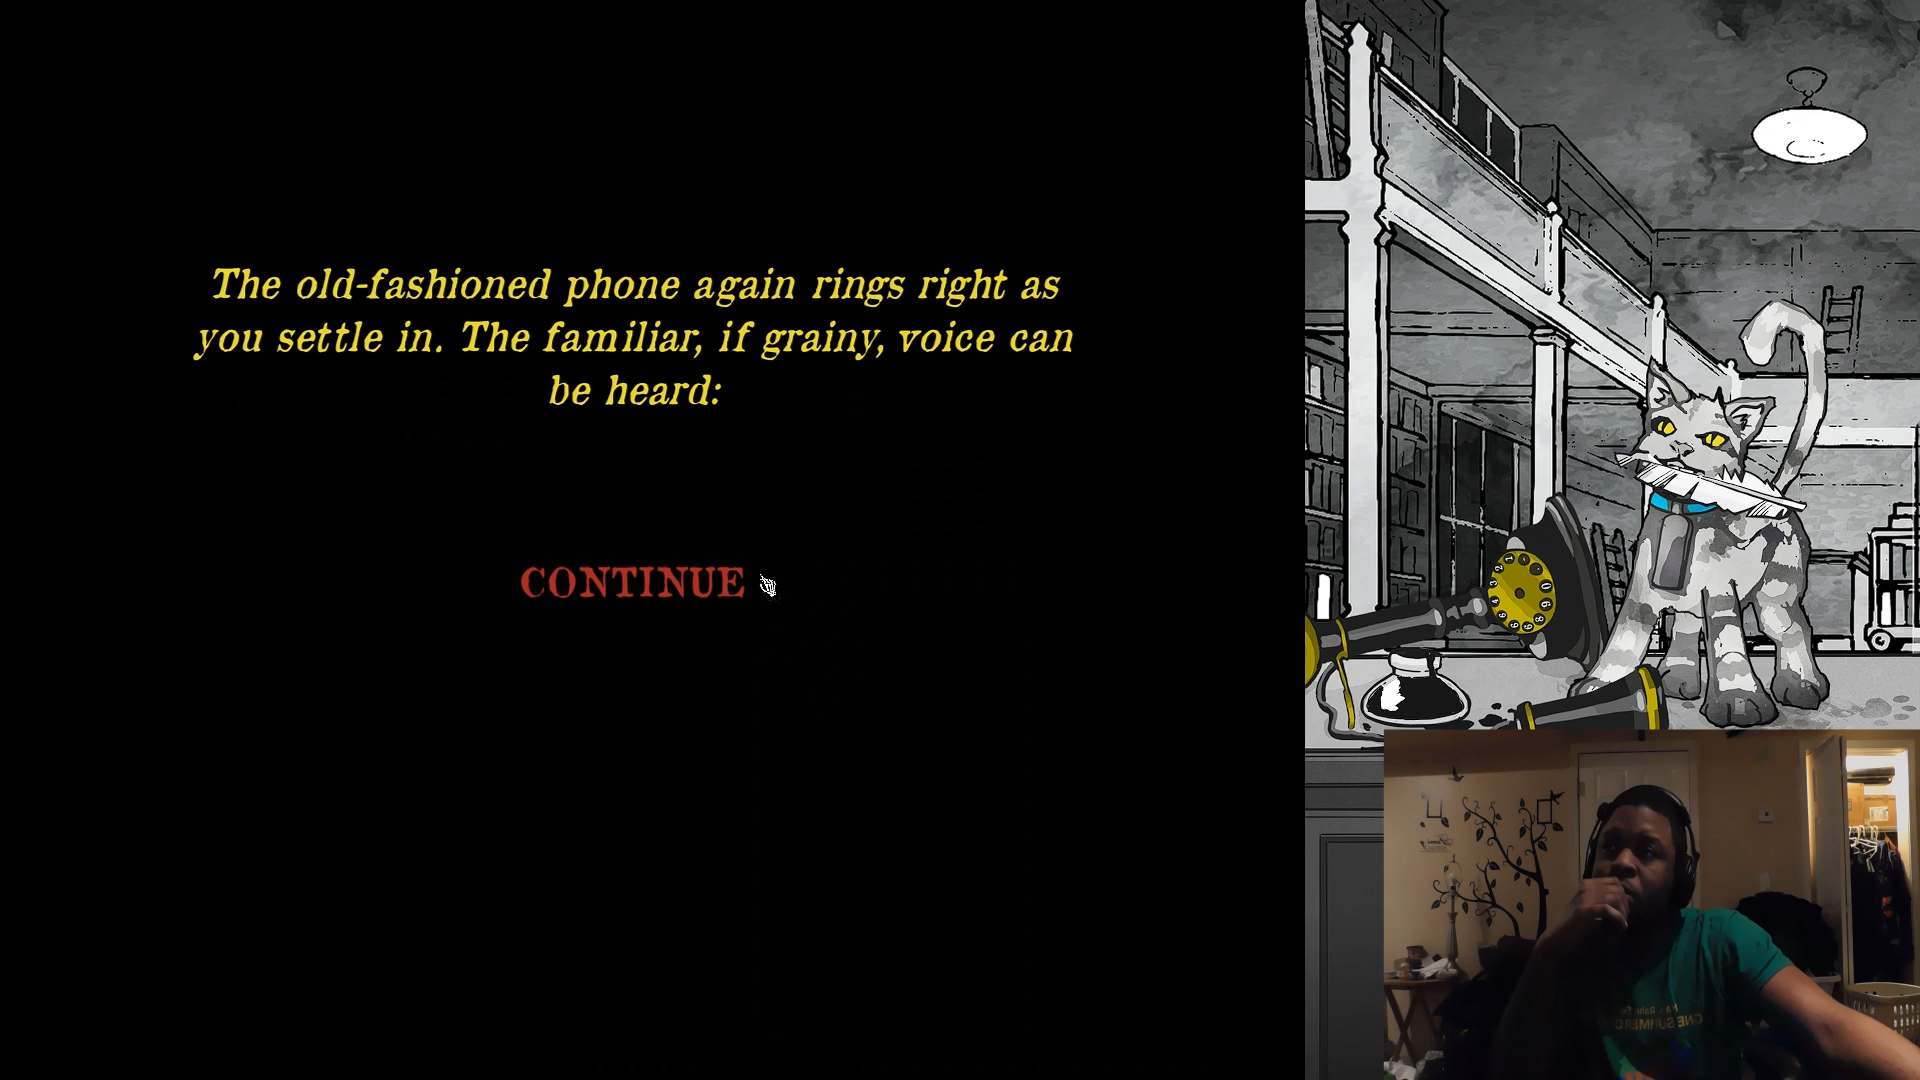 The old-fashioned phone again rings right as
you settle in. The familiar, if grainy, voice can
be heard:
CONTINUE